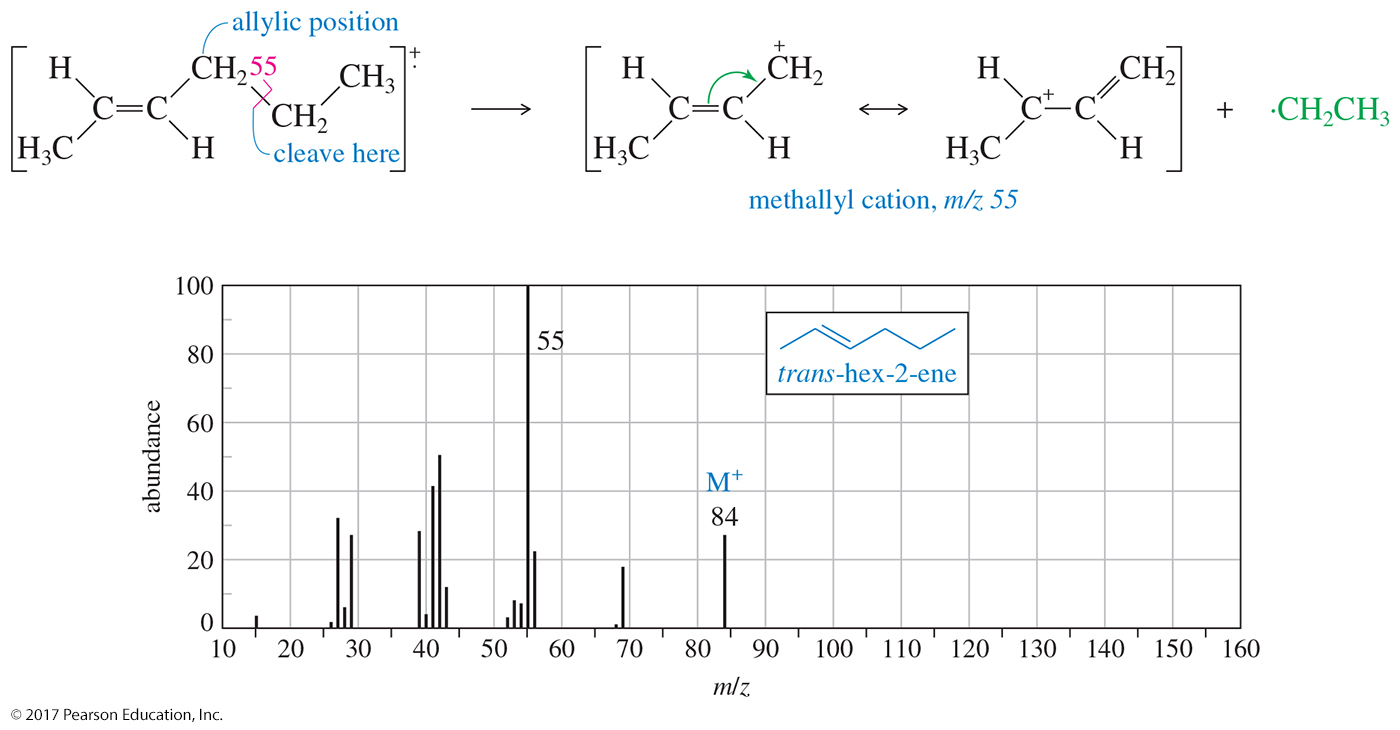 allylic position
[H CH₂55 CH₃]⁺·
C=C CH₂
H₃C H cleave here
[H ⁺CH₂ H CH₂]
C=C ↔ C⁺—C + ·CH₂CH₃
H₃C H H₃C H
methallyl cation, m/z 55
100
80
60
40
20
0
abundance
55
trans-hex-2-ene
M⁺
84
10 20 30 40 50 60 70 80 90 100 110 120 130 140 150 160
m/z
© 2017 Pearson Education, Inc.